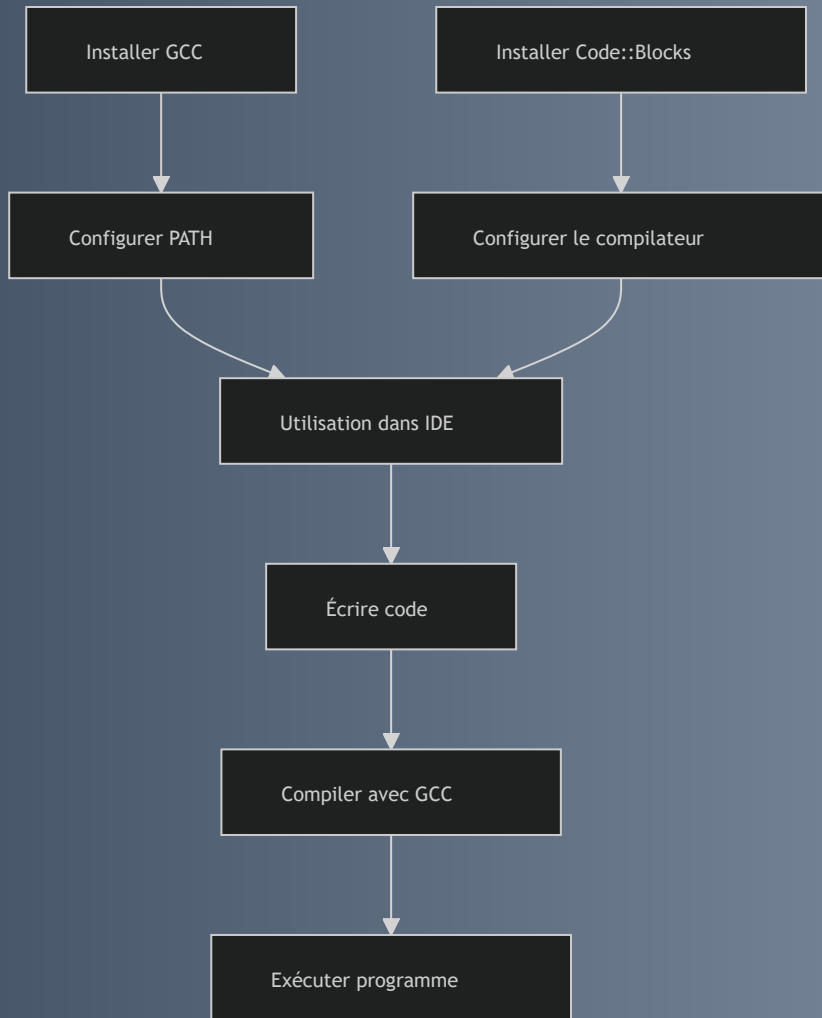 Installer GCC
Installer Code::Blocks
Configurer PATH
Configurer le compilateur
Utilisation dans IDE
Écrire code
Compiler avec GCC
Exécuter programme